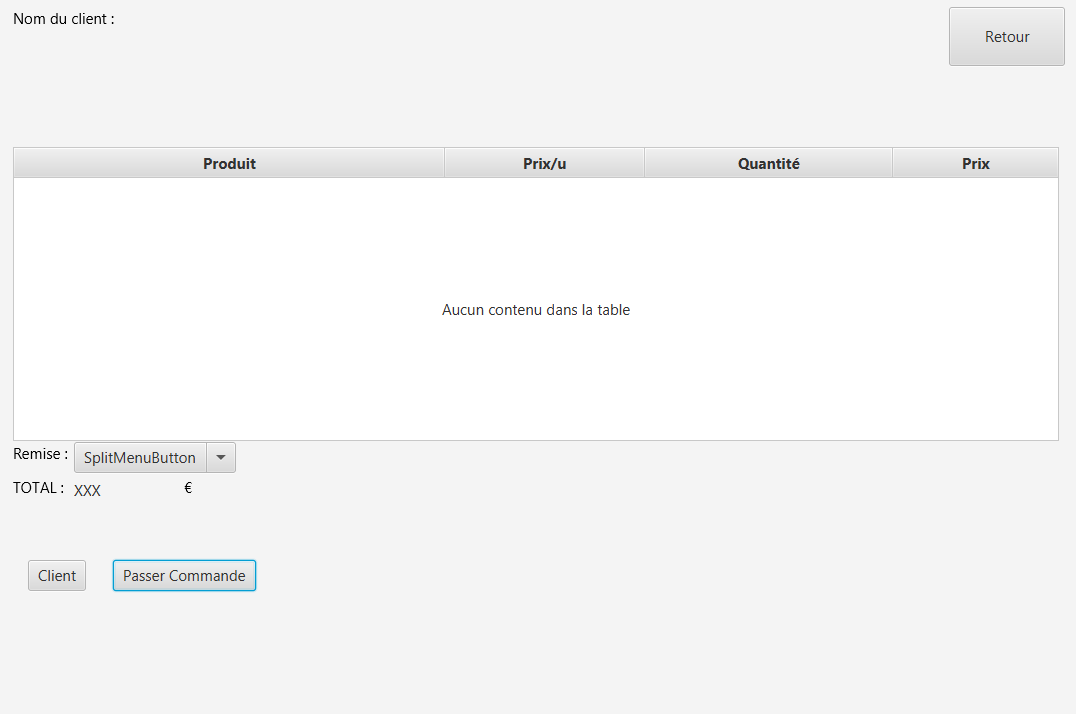 Nom du client :
Retour
Produit Prix/u Quantité Prix
Aucun contenu dans la table
Remise : SplitMenuButton
TOTAL : XXX €
Client Passer Commande